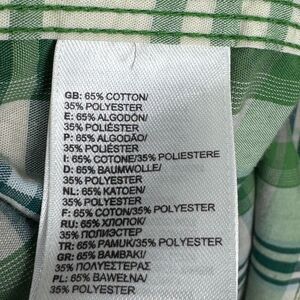 GB: 65% COTTON/
35% POLYESTER
E: 65% ALGODÓN/
35% POLIÉSTER
P: 65% ALGODÃO/
35% POLIÉSTER
I: 65% COTONE/35% POLIESTERE
D: 65% BAUMWOLLE/
35% POLYESTER
NL: 65% KATOEN/
35% POLYESTER
F: 65% COTON/35% POLYESTER
RU: 65% ХЛОПОК/
35% ПОЛИЭСТЕР
TR: 65% PAMUK/35% POLYESTER
GR: 65% ΒΑΜΒΑΚΙ/
35% ΠΟΛΥΕΣΤΕΡΑΣ
PL: 65% BAWEŁNA/
35% POLIESTER